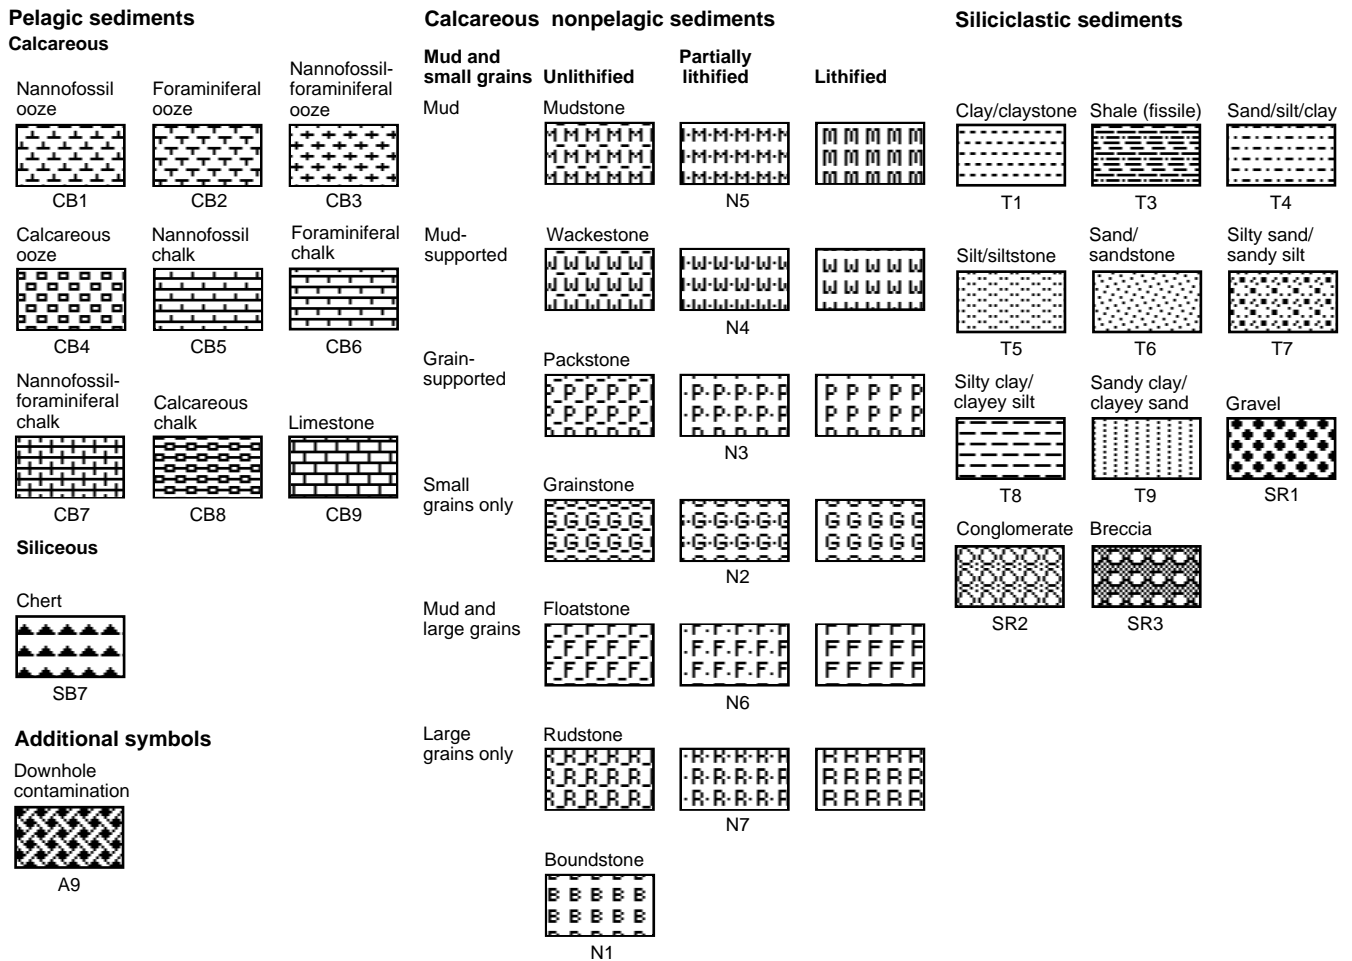 Pelagic sediments
Calcareous
Nannofossil
ooze
CB1
Foraminiferal
ooze
CB2
Nannofossil-
foraminiferal
ooze
CB3
Calcareous
ooze
CB4
Nannofossil
chalk
CB5
Foraminiferal
chalk
CB6
Nannofossil-
foraminiferal
chalk
CB7
Calcareous
chalk
CB8
Limestone
CB9
Siliceous
Chert
SB7
Additional symbols
Downhole
contamination
A9
Calcareous nonpelagic sediments
Mud and
small grains
Unlithified
Partially
lithified
Lithified
Mud
Mudstone
M M M M M
M M M M M
M M M M M
N5
Mud-
supported
Wackestone
W W W W W
W W W W W
W W W W W
N4
Grain-
supported
Packstone
P P P P P
P P P P P
P P P P P
N3
Small
grains only
Grainstone
G G G G G
G G G G G
G G G G G
N2
Mud and
large grains
Floatstone
F F F F F
F F F F F
F F F F F
N6
Large
grains only
Rudstone
R R R R R
R R R R R
R R R R R
N7
Boundstone
B B B B B
B B B B B
N1
Siliciclastic sediments
Clay/claystone
T1
Shale (fissile)
T3
Sand/silt/clay
T4
Silt/siltstone
T5
Sand/
sandstone
T6
Silty sand/
sandy silt
T7
Silty clay/
clayey silt
T8
Sandy clay/
clayey sand
T9
Gravel
SR1
Conglomerate
SR2
Breccia
SR3